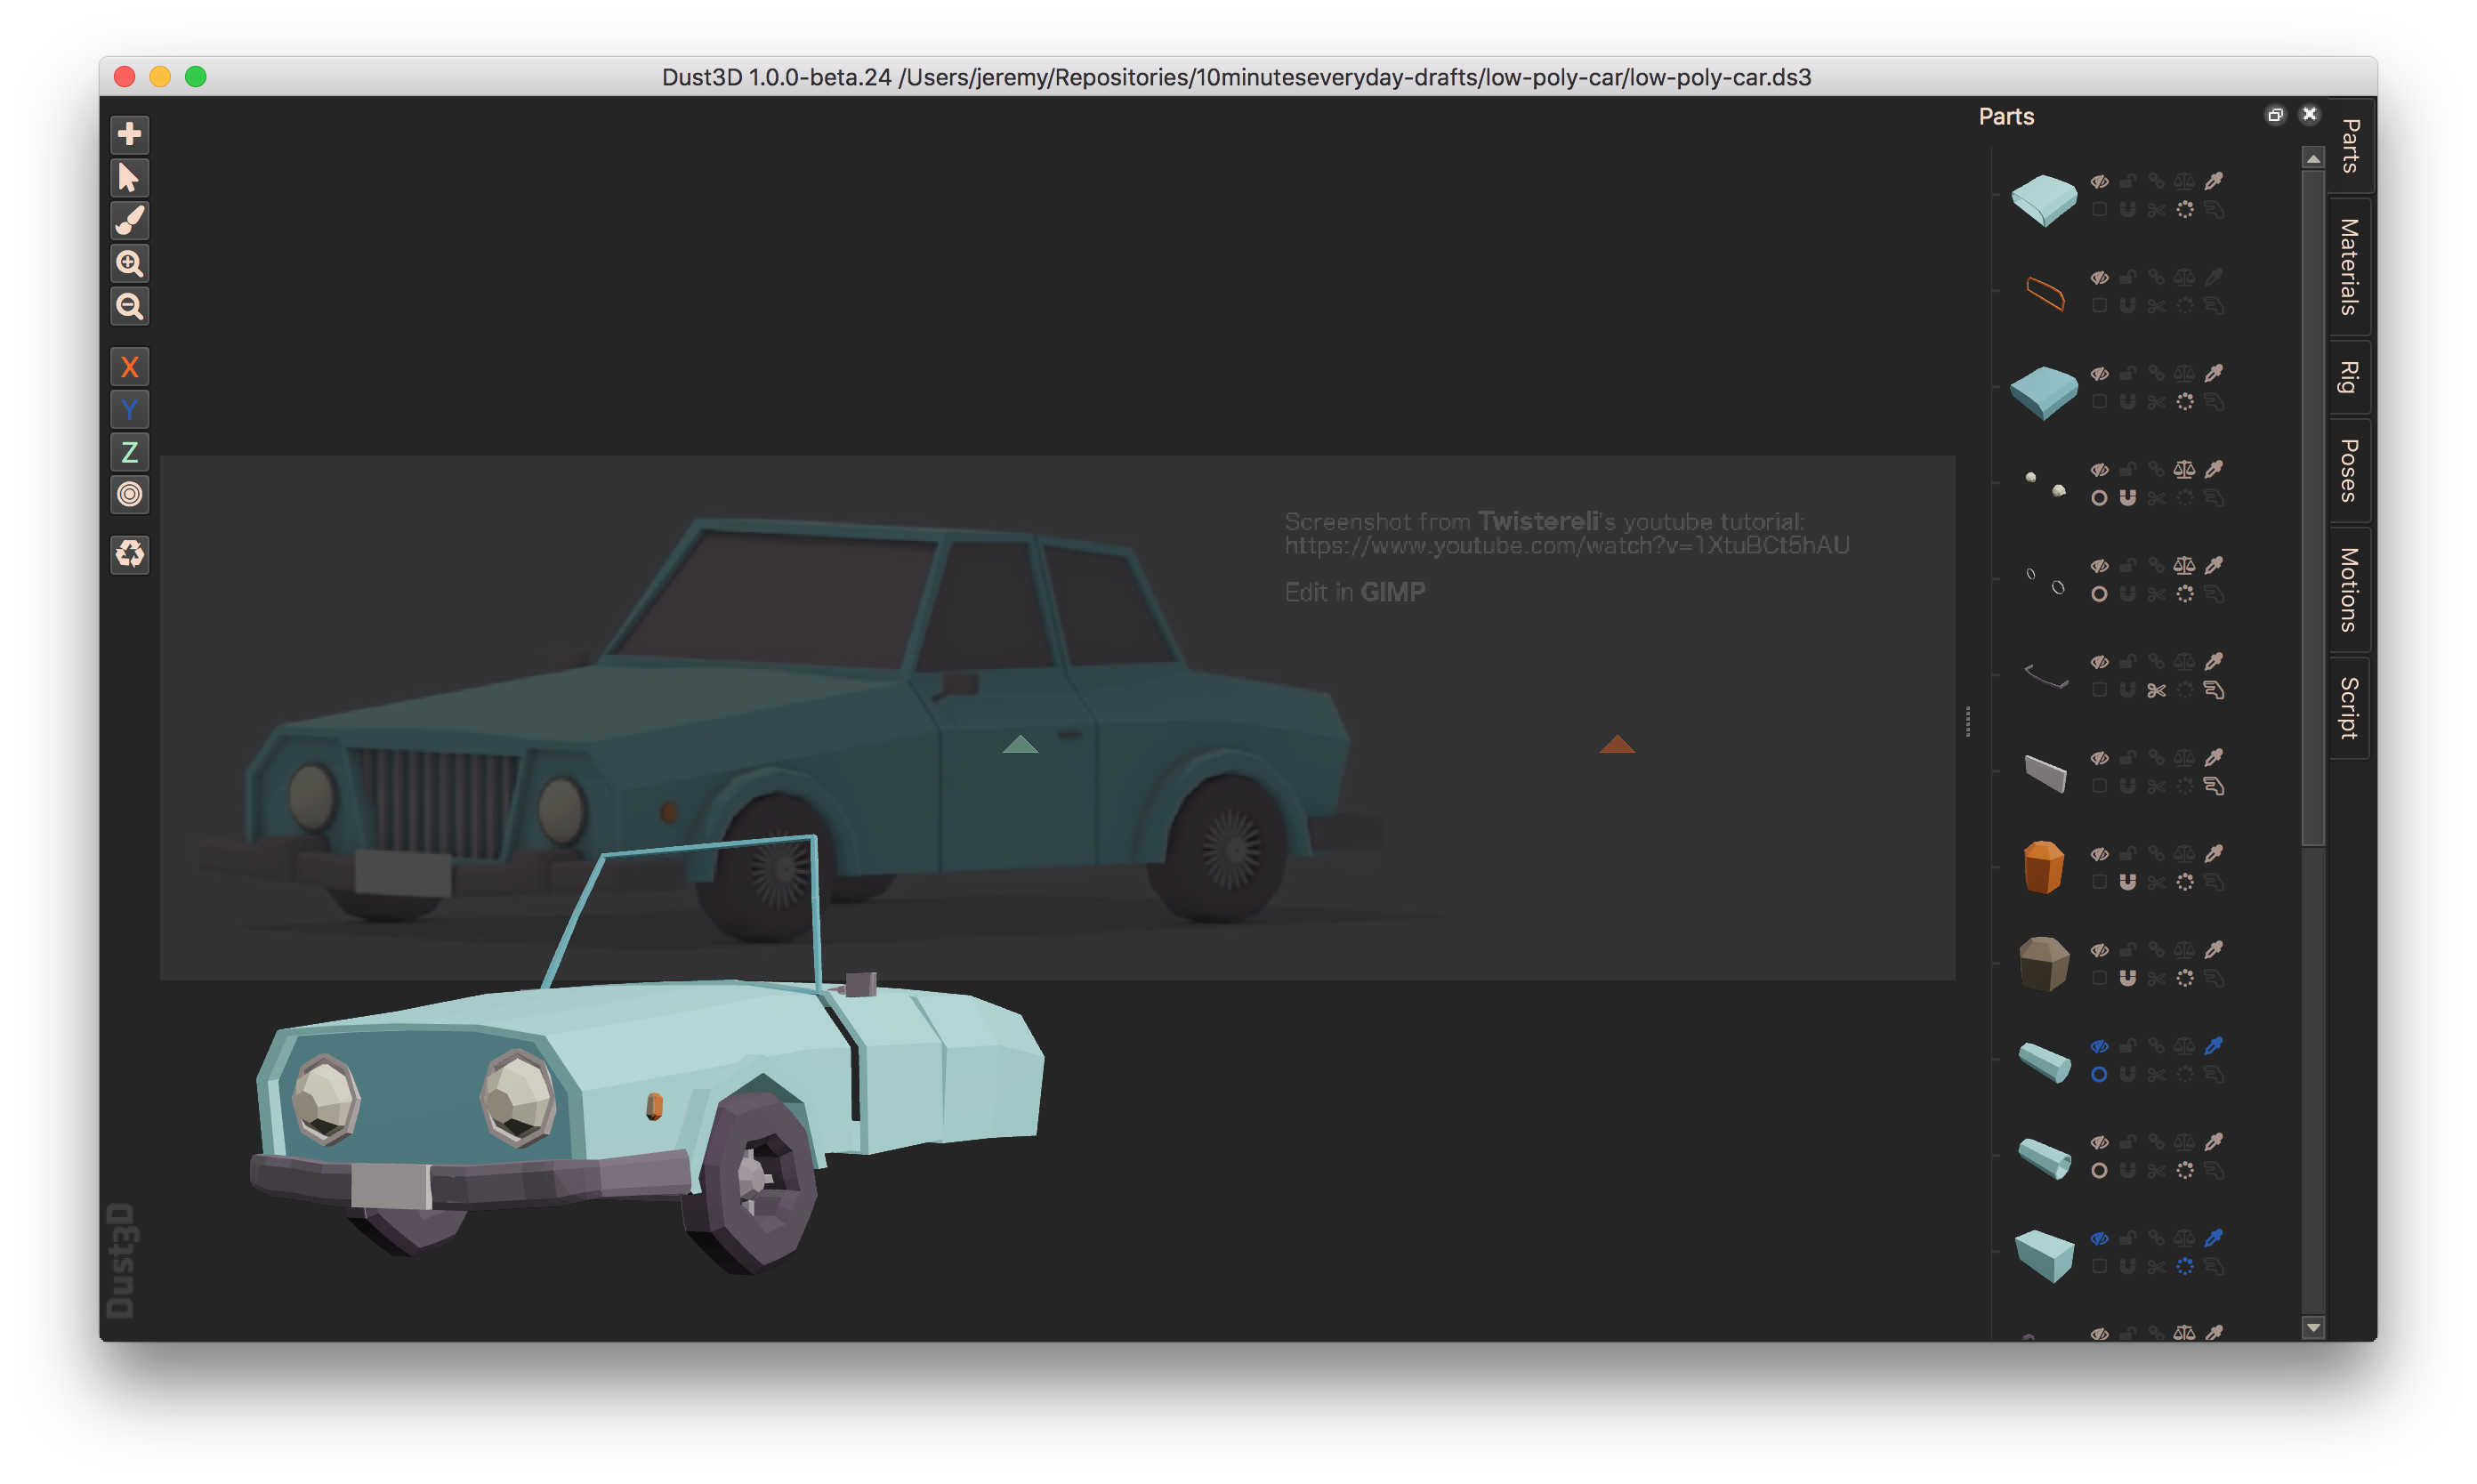 Dust3D 1.0.0-beta.24 /Users/jeremy/Repositories/10minuteseveryday-drafts/low-poly-car/low-poly-car.ds3
Parts
X
Y
Z
Screenshot from Twistereli's youtube tutorial:
https://www.youtube.com/watch?v=1XtuBCt5hAU
Edit in GIMP
Parts
Materials
Rig
Poses
Motions
Script
Dust3D